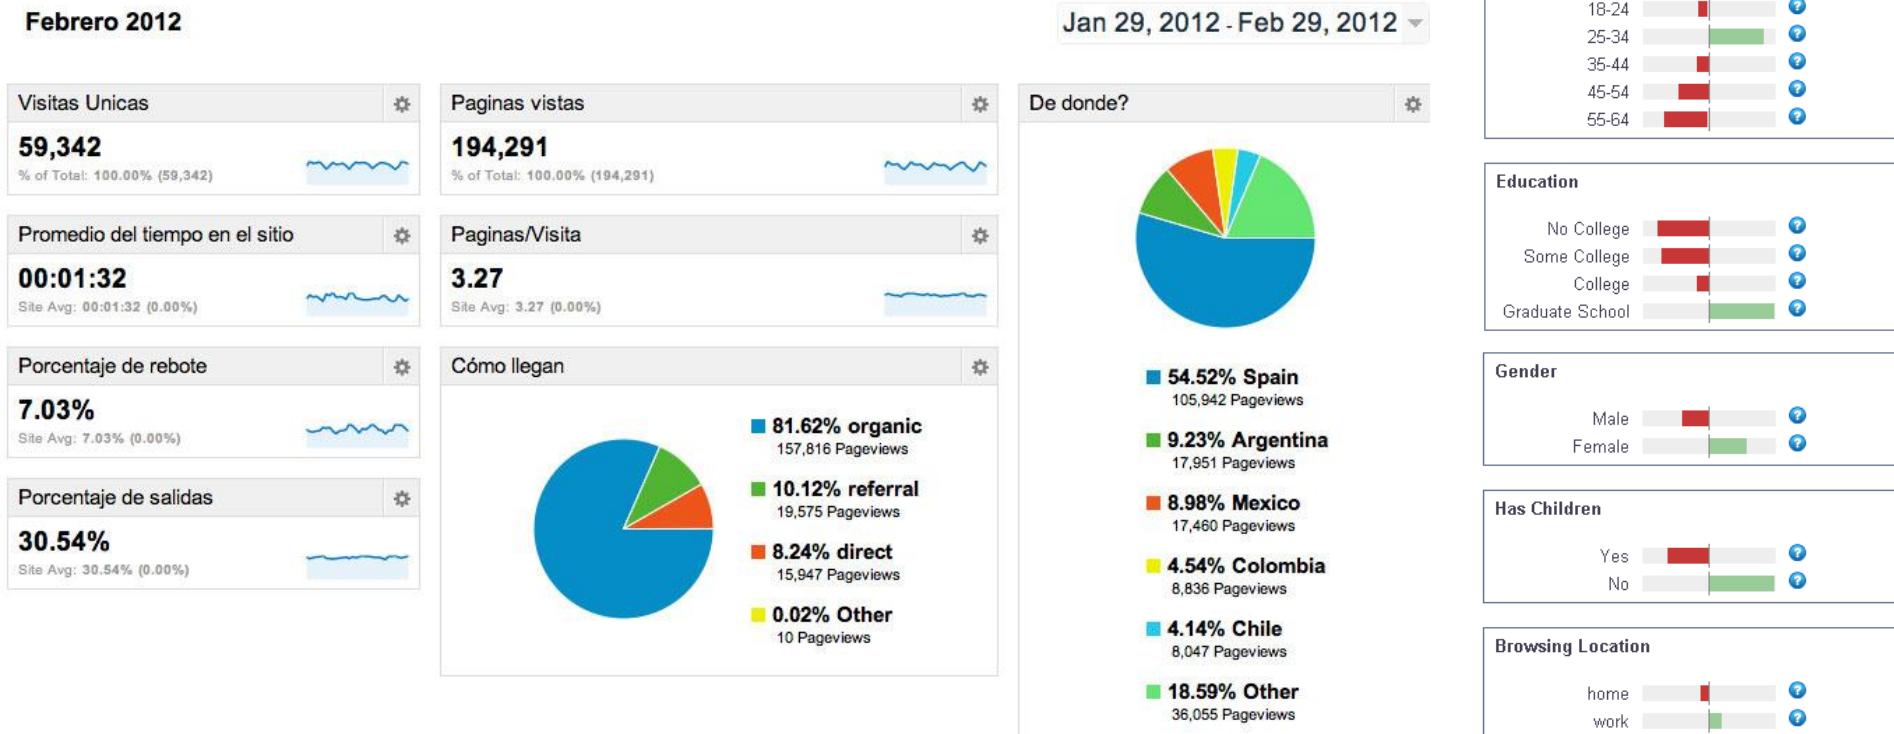 Febrero 2012
Jan 29, 2012 - Feb 29, 2012
Visitas Unicas
59,342
% of Total: 100.00% (59,342)
Promedio del tiempo en el sitio
00:01:32
Site Avg: 00:01:32 (0.00%)
Porcentaje de rebote
7.03%
Site Avg: 7.03% (0.00%)
Porcentaje de salidas
30.54%
Site Avg: 30.54% (0.00%)
Paginas vistas
194,291
% of Total: 100.00% (194,291)
Paginas/Visita
3.27
Site Avg: 3.27 (0.00%)
Cómo llegan
81.62% organic
157,816 Pageviews
10.12% referral
19,575 Pageviews
8.24% direct
15,947 Pageviews
0.02% Other
10 Pageviews
De donde?
54.52% Spain
105,942 Pageviews
9.23% Argentina
17,951 Pageviews
8.98% Mexico
17,460 Pageviews
4.54% Colombia
8,836 Pageviews
4.14% Chile
8,047 Pageviews
18.59% Other
36,055 Pageviews
18-24 ?
25-34 ?
35-44 ?
45-54 ?
55-64 ?
Education
No College ?
Some College ?
College ?
Graduate School ?
Gender
Male ?
Female ?
Has Children
Yes ?
No ?
Browsing Location
home ?
work ?